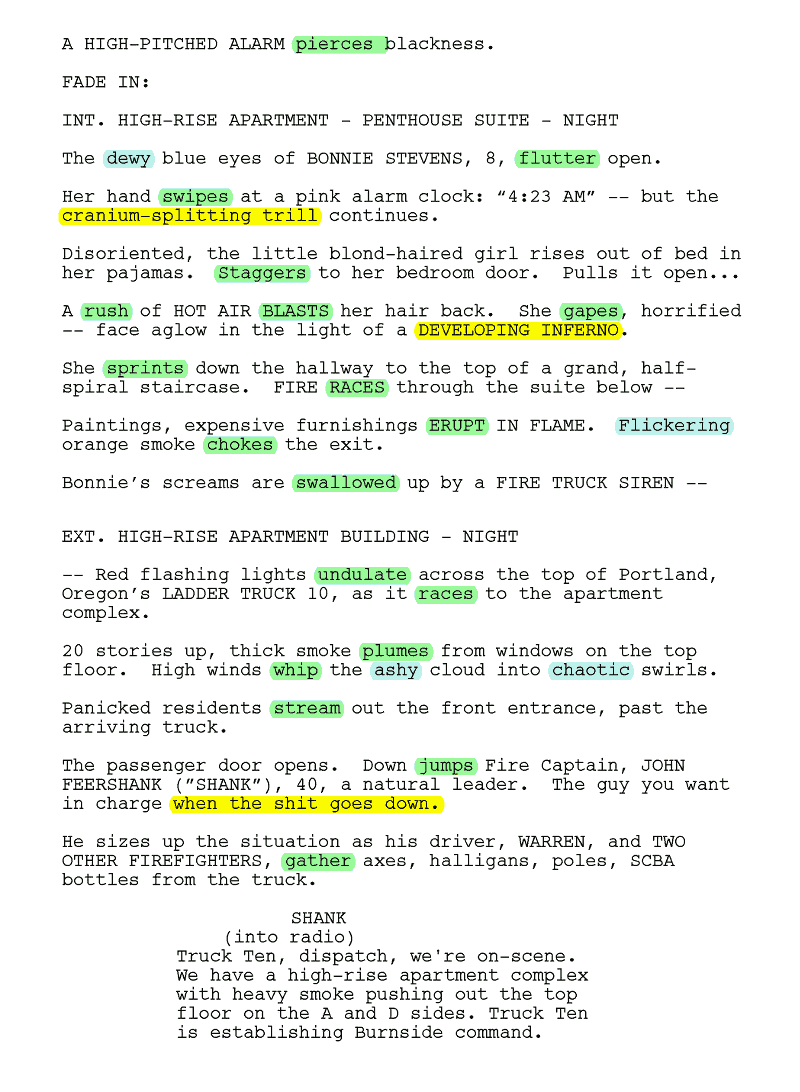 A HIGH-PITCHED ALARM pierces blackness.
FADE IN:
INT. HIGH-RISE APARTMENT - PENTHOUSE SUITE - NIGHT
The dewy blue eyes of BONNIE STEVENS, 8, flutter open.
Her hand swipes at a pink alarm clock: “4:23 AM” -- but the
cranium-splitting trill continues.
Disoriented, the little blond-haired girl rises out of bed in
her pajamas.  Staggers to her bedroom door.  Pulls it open...
A rush of HOT AIR BLASTS her hair back.  She gapes, horrified
-- face aglow in the light of a DEVELOPING INFERNO.
She sprints down the hallway to the top of a grand, half-
spiral staircase.  FIRE RACES through the suite below --
Paintings, expensive furnishings ERUPT IN FLAME.  Flickering
orange smoke chokes the exit.
Bonnie’s screams are swallowed up by a FIRE TRUCK SIREN --
EXT. HIGH-RISE APARTMENT BUILDING - NIGHT
-- Red flashing lights undulate across the top of Portland,
Oregon’s LADDER TRUCK 10, as it races to the apartment
complex.
20 stories up, thick smoke plumes from windows on the top
floor.  High winds whip the ashy cloud into chaotic swirls.
Panicked residents stream out the front entrance, past the
arriving truck.
The passenger door opens.  Down jumps Fire Captain, JOHN
FEERSHANK (”SHANK”), 40, a natural leader.  The guy you want
in charge when the shit goes down.
He sizes up the situation as his driver, WARREN, and TWO
OTHER FIREFIGHTERS, gather axes, halligans, poles, SCBA
bottles from the truck.
SHANK
(into radio)
Truck Ten, dispatch, we're on-scene.
We have a high-rise apartment complex
with heavy smoke pushing out the top
floor on the A and D sides. Truck Ten
is establishing Burnside command.